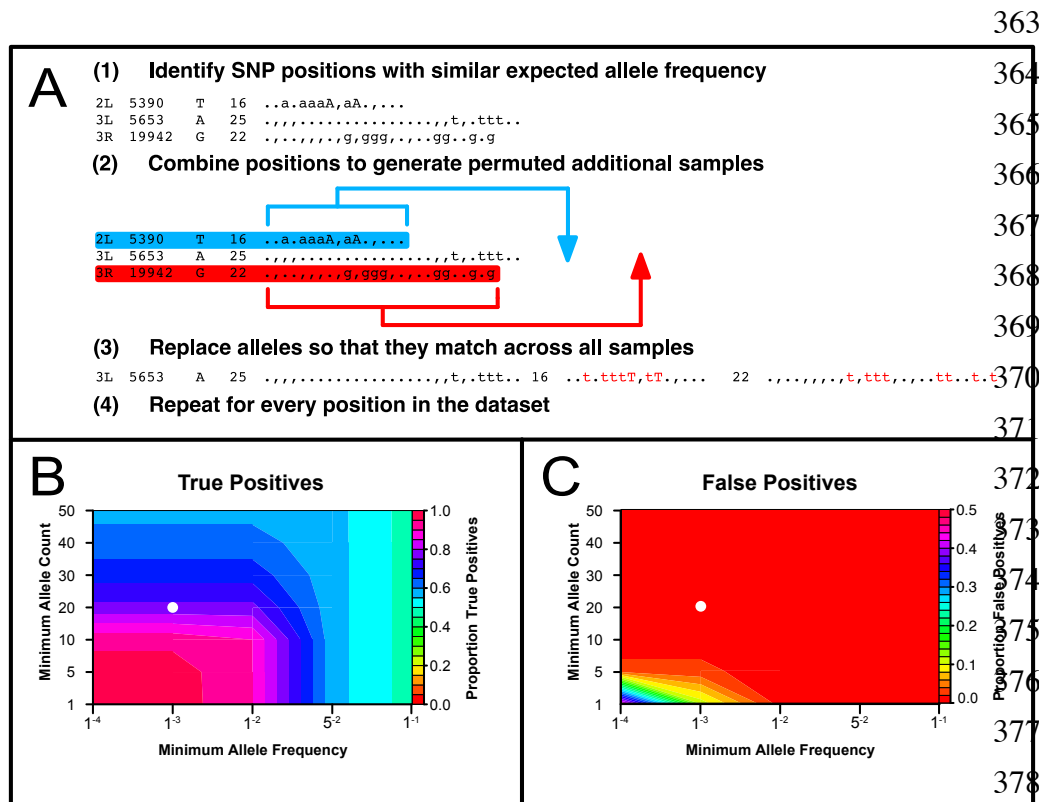 363
A
(1) Identify SNP positions with similar expected allele frequency
364
2L 5390 T 16 ..a.aaaA,aA.,...
3L 5653 A 25 .,,,.................,,t,.ttt..
365
3R 19942 G 22 .,..,,,.,g,ggg,.,..gg..g.g
(2) Combine positions to generate permuted additional samples
366
367
2L 5390 T 16 ..a.aaaA,aA.,...
3L 5653 A 25 .,,,.................,,t,.ttt..
3R 19942 G 22 .,..,,,.,g,ggg,.,..gg..g.g
368
369
(3) Replace alleles so that they match across all samples
3L 5653 A 25 .,,,.................,,t,.ttt.. 16 ..t.tttT,tT.,... 22 .,..,,,.,t,ttt,.,..tt..t.t
370
(4) Repeat for every position in the dataset
371
B
True Positives
C
False Positives
372
373
374
375
376
377
378
50
40
30
20
10
5
1
Minimum Allele Count
1-4
1-3
1-2
5-2
1-1
Minimum Allele Frequency
1.0
0.8
0.6
0.4
0.2
0.0
Proportion True Positives
50
40
30
20
10
5
1
Minimum Allele Count
1-4
1-3
1-2
5-2
1-1
Minimum Allele Frequency
0.5
0.4
0.3
0.2
0.1
0.0
Proportion False Positives